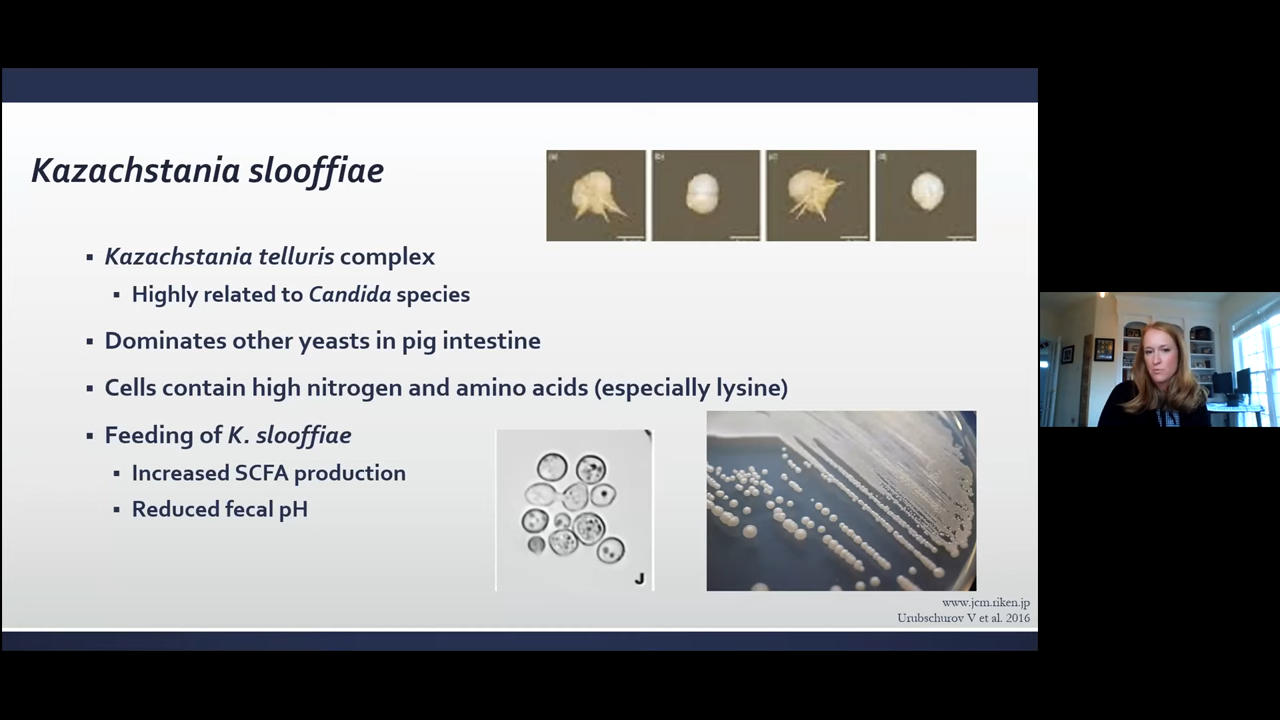 Kazachstania slooffiae
▪ Kazachstania telluris complex
▪ Highly related to Candida species
▪ Dominates other yeasts in pig intestine
▪ Cells contain high nitrogen and amino acids (especially lysine)
▪ Feeding of K. slooffiae
▪ Increased SCFA production
▪ Reduced fecal pH
J
www.jcm.riken.jp
Urubschurov V et al. 2016